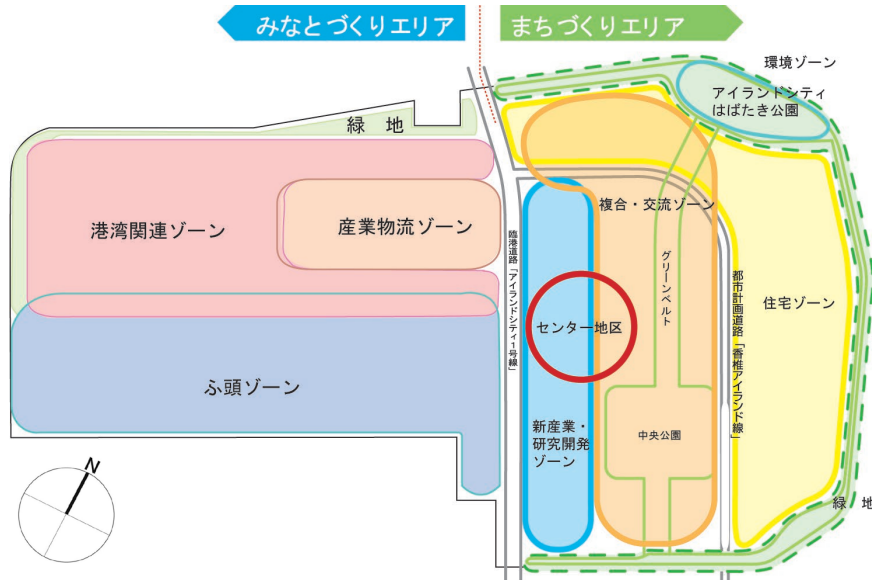 みなとづくりエリア
まちづくりエリア
環境ゾーン
アイランドシティ
はばたき公園
緑　地
複合・交流ゾーン
港湾関連ゾーン
産業物流ゾーン
臨港道路「アイランドシティ1号線」
グリーンベルト
都市計画道路「香椎アイランド線」
住宅ゾーン
センター地区
ふ頭ゾーン
新産業・
研究開発
ゾーン
中央公園
N
緑　地